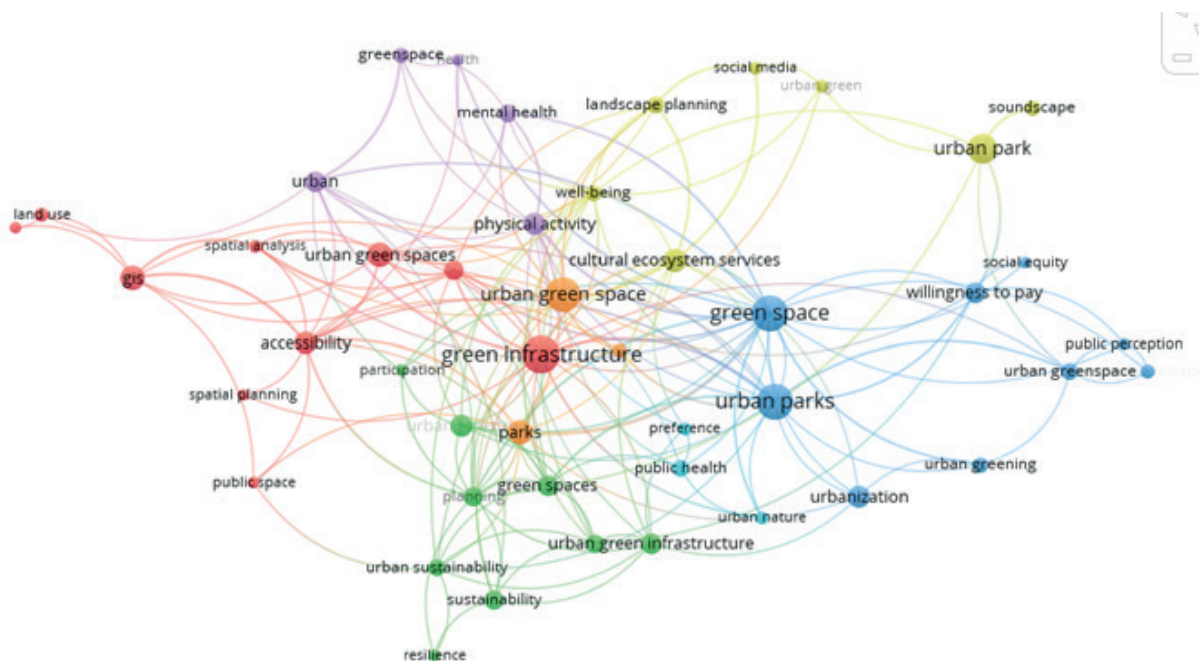 greenspace
health
social media
urban green
mental health
landscape planning
soundscape
urban park
urban
well-being
land use
physical activity
spatial analysis
urban green spaces
cultural ecosystem services
social equity
gis
urban green space
willingness to pay
green space
accessibility
green infrastructure
public perception
participation
urban greenspace
spatial planning
urban parks
parks
preference
public health
urban greening
public space
planning
green spaces
urbanization
urban nature
urban green infrastructure
urban sustainability
sustainability
resilience